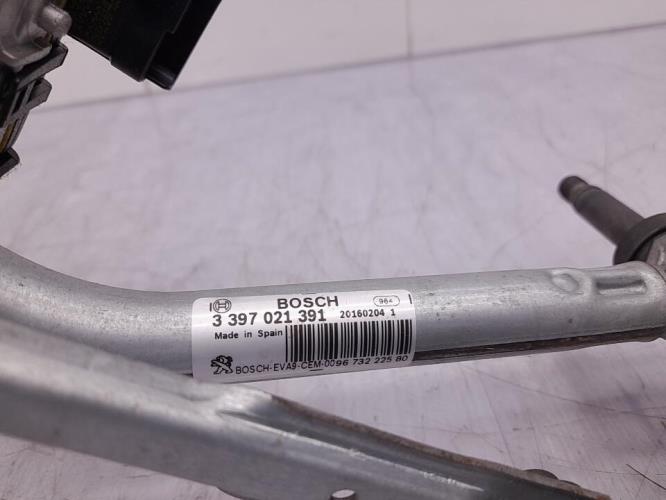 BOSCH 984
3 397 021 391 20160204 1
Made in Spain
BOSCH-EVA9-CEM-0096 732 225 80